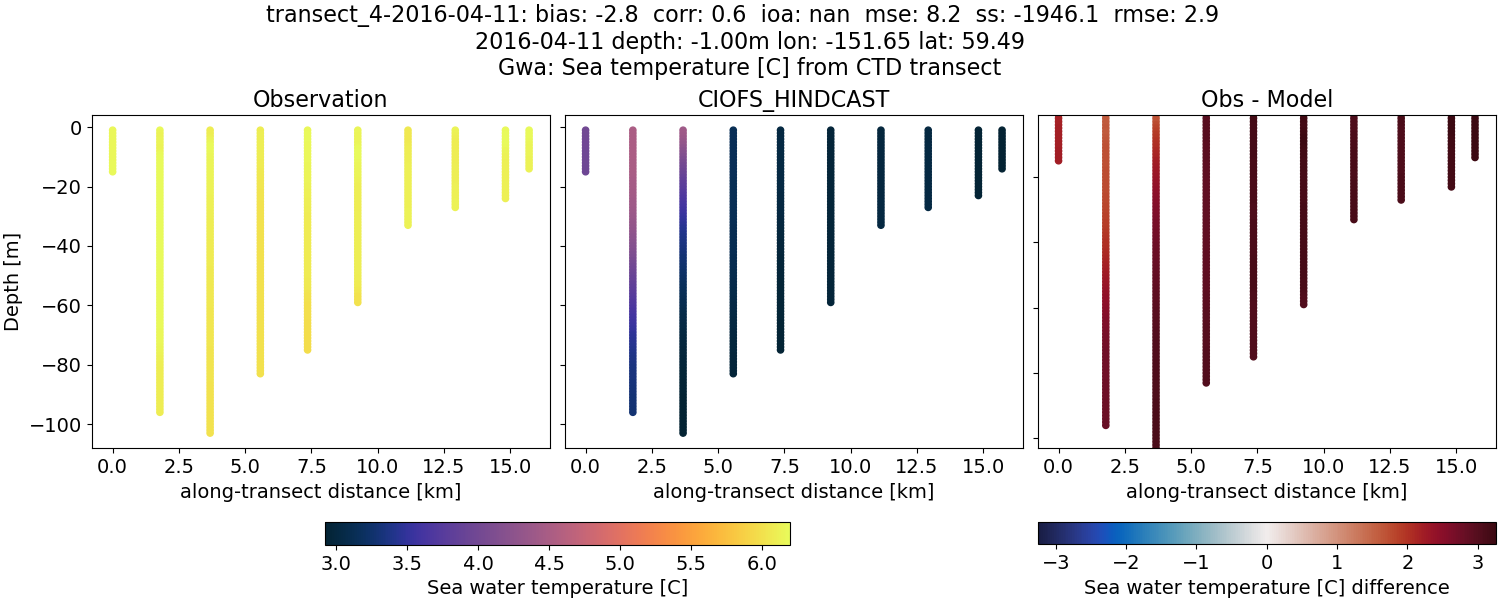 transect_4-2016-04-11: bias: -2.8  corr: 0.6  ioa: nan  mse: 8.2  ss: -1946.1  rmse: 2.9
2016-04-11 depth: -1.00m lon: -151.65 lat: 59.49
Gwa: Sea temperature [C] from CTD transect
Observation
CIOFS_HINDCAST
Obs - Model
Depth [m]
0
−20
−40
−60
−80
−100
0.0 2.5 5.0 7.5 10.0 12.5 15.0
0.0 2.5 5.0 7.5 10.0 12.5 15.0
0.0 2.5 5.0 7.5 10.0 12.5 15.0
along-transect distance [km]
along-transect distance [km]
along-transect distance [km]
3.0 3.5 4.0 4.5 5.0 5.5 6.0
Sea water temperature [C]
−3 −2 −1 0 1 2 3
Sea water temperature [C] difference